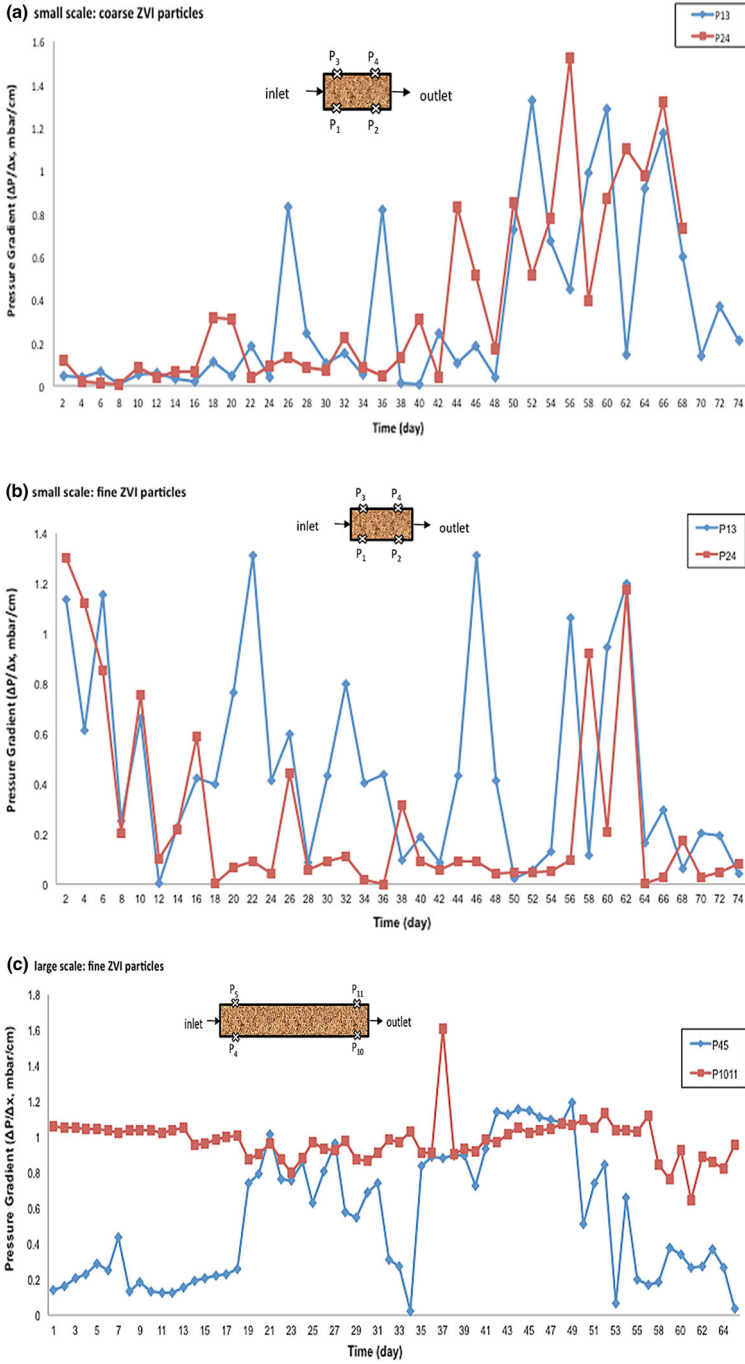 (a) small scale: coarse ZVI particles
P13
P24
1.6
1.4
1.2
1
0.8
0.6
0.4
0.2
0
Pressure Gradient (ΔP/Δx, mbar/cm)
P3 P4
inlet outlet
P1 P2
2 4 6 8 10 12 14 16 18 20 22 24 26 28 30 32 34 36 38 40 42 44 46 48 50 52 54 56 58 60 62 64 66 68 70 72 74
Time (day)
(b) small scale: fine ZVI particles
P13
P24
1.4
1.2
1
0.8
0.6
0.4
0.2
0
Pressure Gradient (ΔP/Δx, mbar/cm)
P3 P4
inlet outlet
P1 P2
2 4 6 8 10 12 14 16 18 20 22 24 26 28 30 32 34 36 38 40 42 44 46 48 50 52 54 56 58 60 62 64 66 68 70 72 74
Time (day)
(c) large scale: fine ZVI particles
P45
P1011
1.8
1.6
1.4
1.2
1
0.8
0.6
0.4
0.2
0
Pressure Gradient (ΔP/Δx, mbar/cm)
P5 P11
inlet outlet
P4 P10
1 3 5 7 9 11 13 15 17 19 21 23 25 27 29 31 33 35 37 39 41 43 45 47 49 51 53 55 57 59 62 64
Time (day)